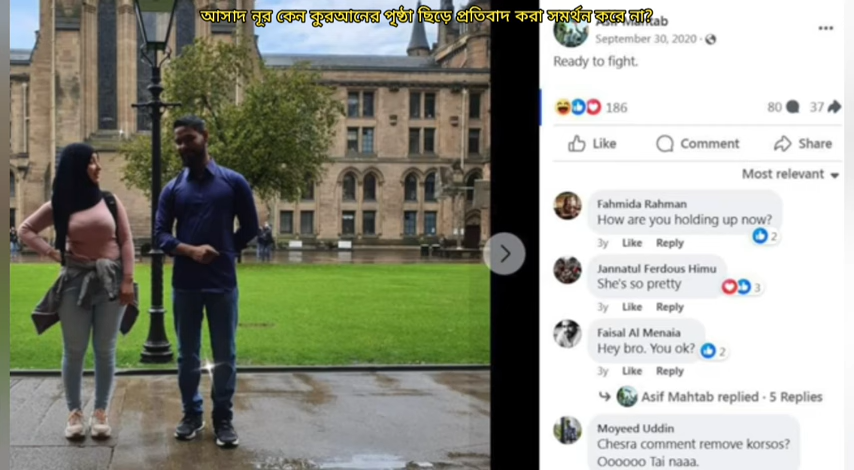 আসাদ নূর কেন কুরআনের পৃষ্ঠা ছিড়ে প্রতিবাদ করা সমর্থন করে না?
Asif Mahtab
September 30, 2020
Ready to fight.
186 80 37
Like Comment Share
Most relevant
Fahmida Rahman
How are you holding up now?
2
3y Like Reply
Jannatul Ferdous Himu
She's so pretty
3
3y Like Reply
Faisal Al Menaia
Hey bro. You ok?
2
3y Like Reply
Asif Mahtab replied · 5 Replies
Moyeed Uddin
Chesra comment remove korsos?
Oooooo Tai naaa.